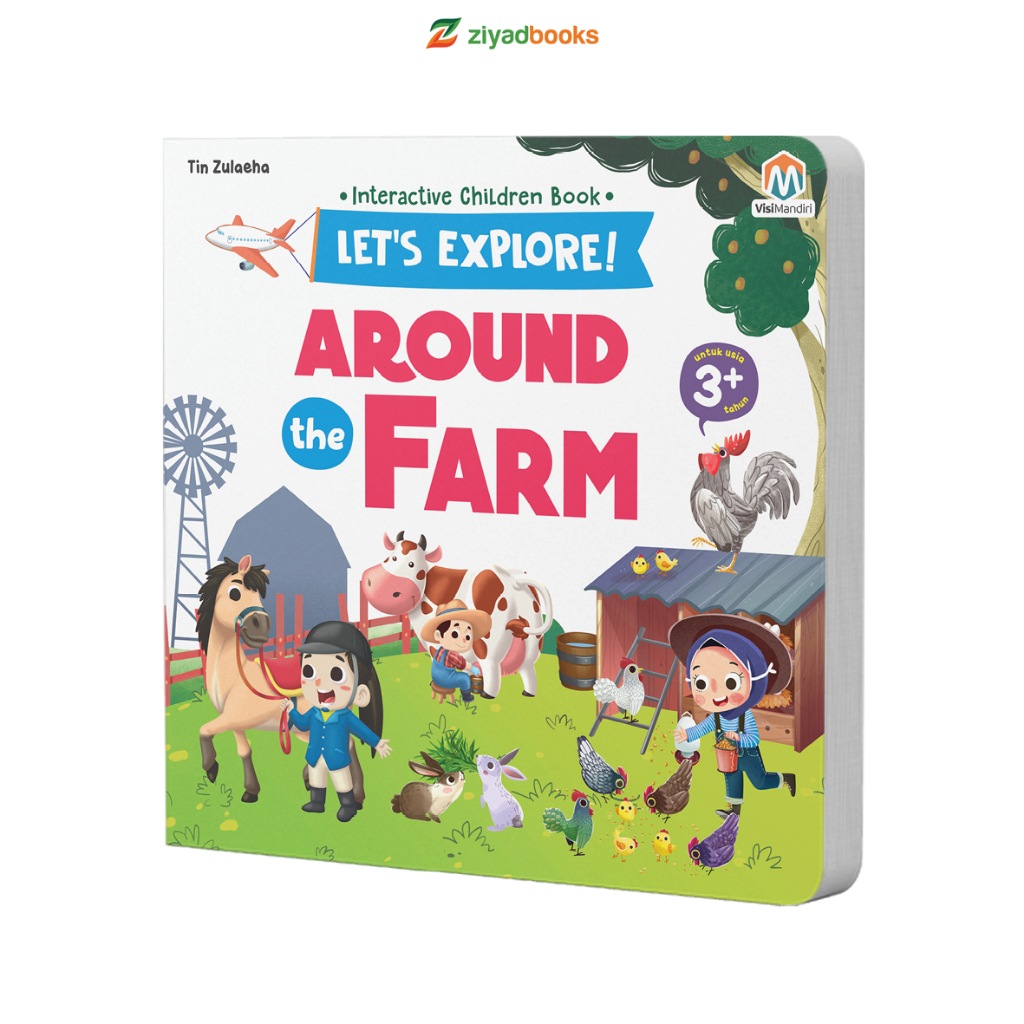 ziyadbooks
Tin Zulaeha
• Interactive Children Book •
LET'S EXPLORE!
AROUND
the FARM
M
VisiMandiri
untuk usia
3+
tahun